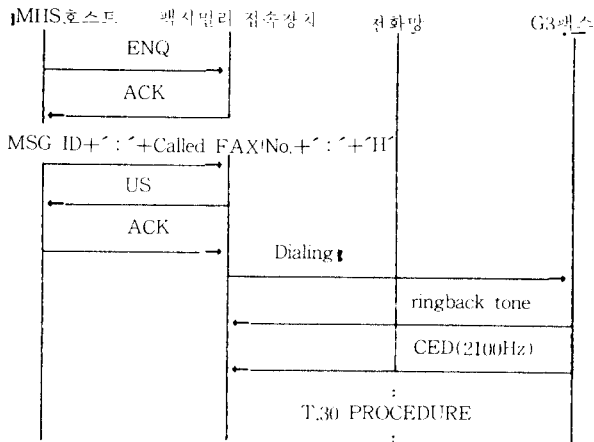 MHS호스트 팩시밀리 접속장치 전화망 G3팩스
ENQ
ACK
MSG ID+´:´+Called FAX No.+´:´+´H´
US
ACK
Dialing
ringback tone
CED(2100Hz)
:
T.30 PROCEDURE
: